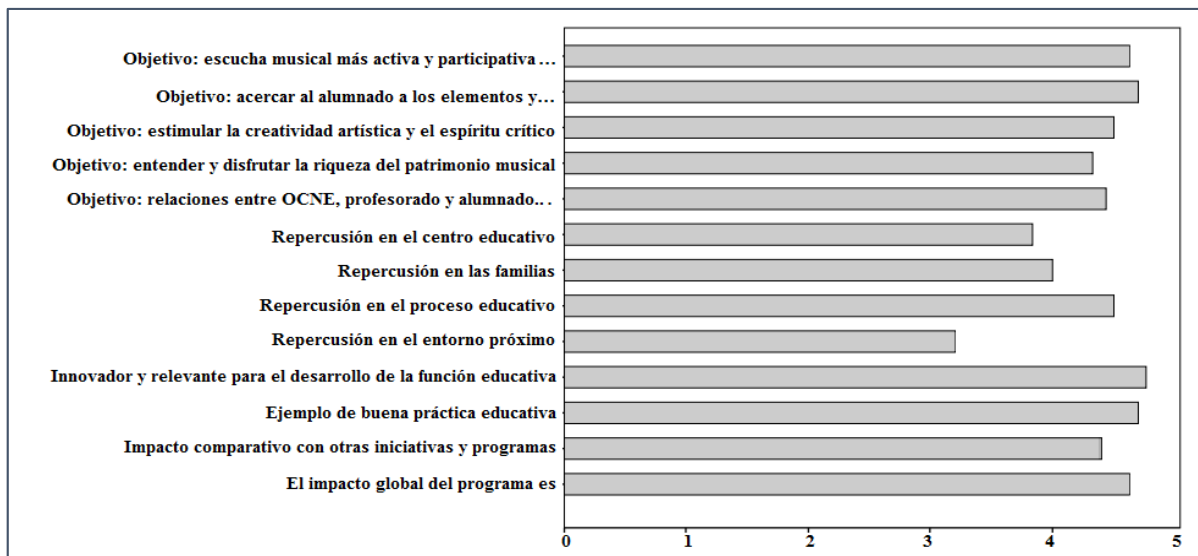 Objetivo: escucha musical más activa y participativa ...
Objetivo: acercar al alumnado a los elementos y...
Objetivo: estimular la creatividad artística y el espíritu crítico
Objetivo: entender y disfrutar la riqueza del patrimonio musical
Objetivo: relaciones entre OCNE, profesorado y alumnado.. .
Repercusión en el centro educativo
Repercusión en las familias
Repercusión en el proceso educativo
Repercusión en el entorno próximo
Innovador y relevante para el desarrollo de la función educativa
Ejemplo de buena práctica educativa
Impacto comparativo con otras iniciativas y programas
El impacto global del programa es
0 1 2 3 4 5